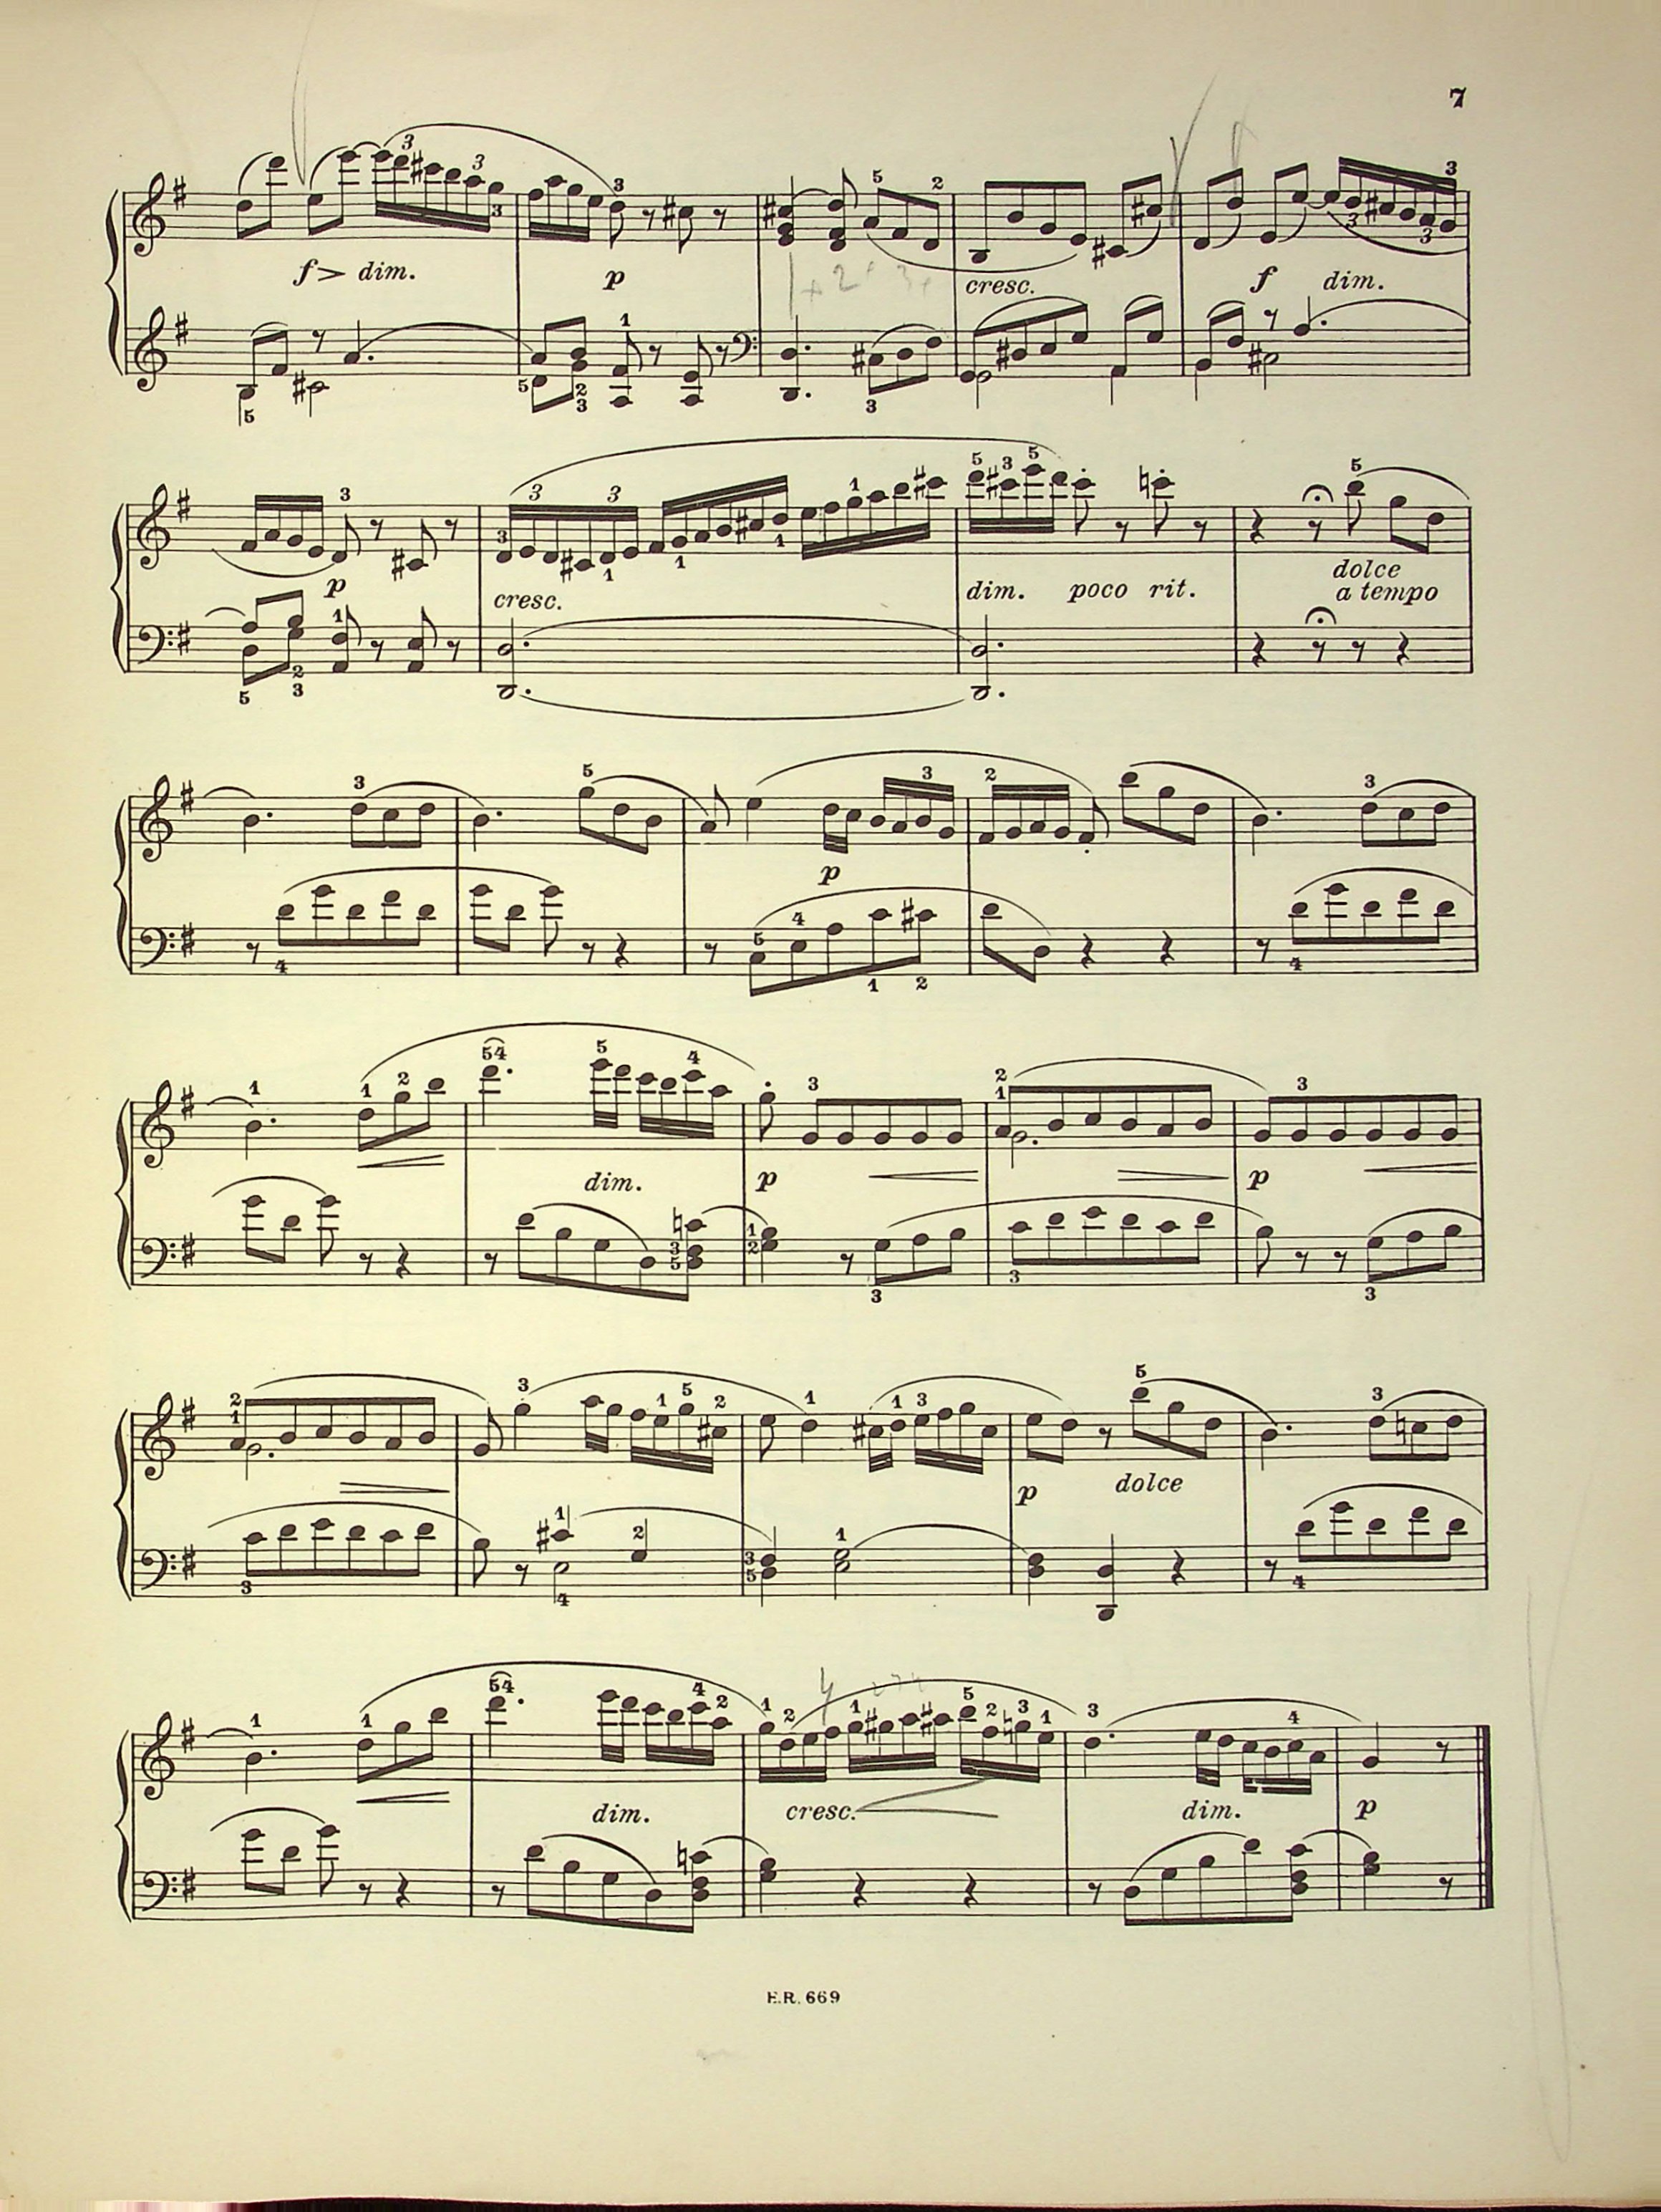 7
f > dim. p cresc. f dim.
p cresc. dim. poco rit. dolce
a tempo
p
dim. p p
p dolce
dim. cresc. dim. p
E.R. 669